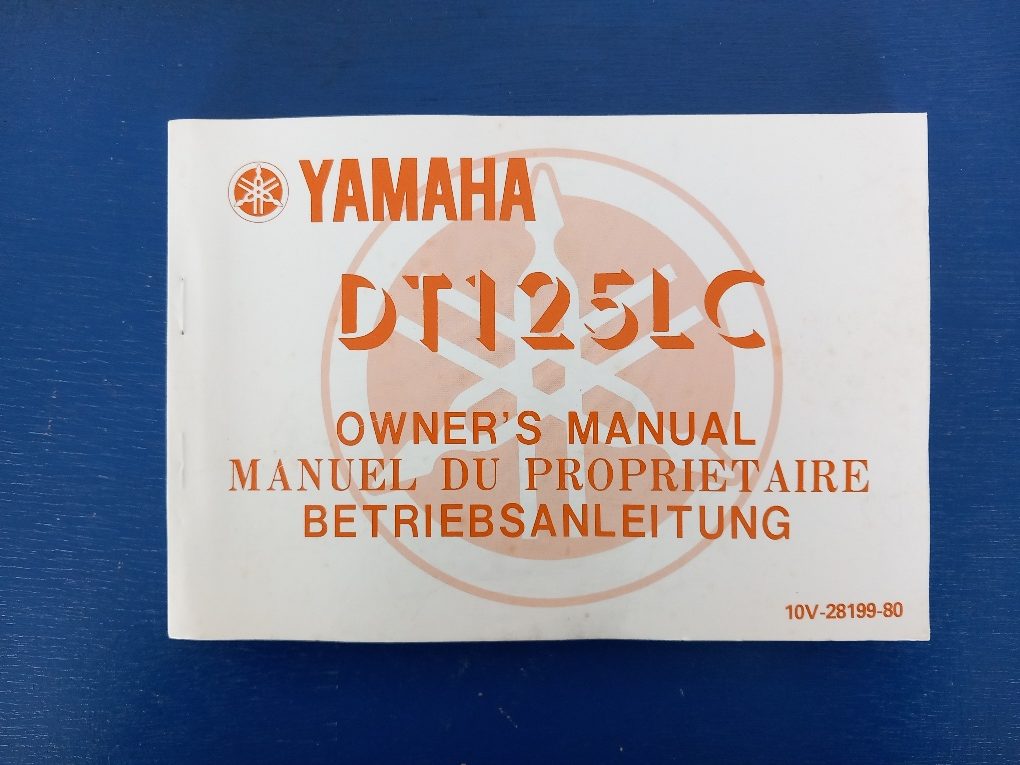 YAMAHA
DT125LC
OWNER'S MANUAL
MANUEL DU PROPRIETAIRE
BETRIEBSANLEITUNG
10V-28199-80